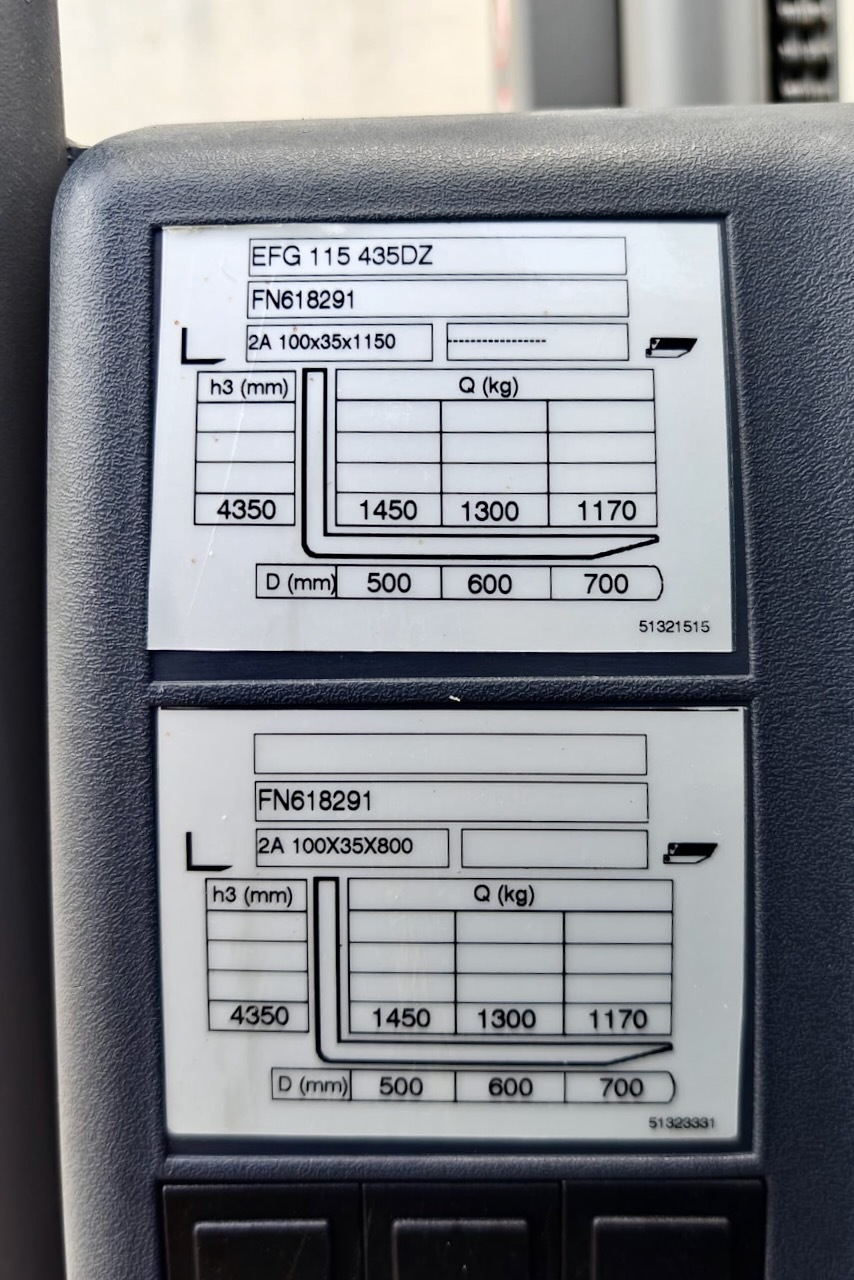 EFG 115 435DZ
FN618291
2A 100x35x1150 ---------------------
h3 (mm) Q (kg)
4350 1450 1300 1170
D (mm) 500 600 700
51321515
FN618291
2A 100X35X800
h3 (mm) Q (kg)
4350 1450 1300 1170
D (mm) 500 600 700
51323331